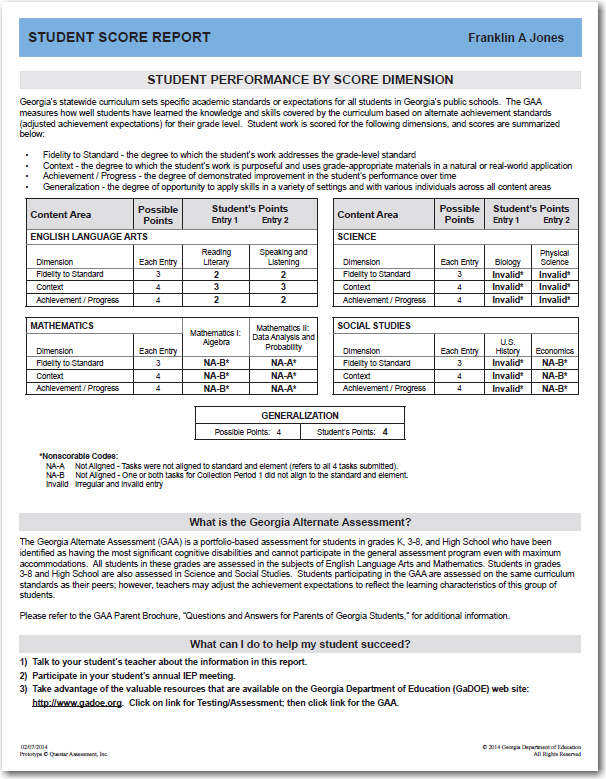 STUDENT SCORE REPORT
Franklin A Jones
STUDENT PERFORMANCE BY SCORE DIMENSION
Georgia's statewide curriculum sets specific academic standards or expectations for all students in Georgia's public schools. The GAA
measures how well students have learned the knowledge and skills covered by the curriculum based on alternate achievement standards
(adjusted achievement expectations) for their grade level. Student work is scored for the following dimensions, and scores are summarized
below:
• Fidelity to Standard - the degree to which the student's work addresses the grade-level standard
• Context - the degree to which the student's work is purposeful and uses grade-appropriate materials in a natural or real-world application
• Achievement / Progress - the degree of demonstrated improvement in the student's performance over time
• Generalization - the degree of opportunity to apply skills in a variety of settings and with various individuals across all content areas
Content Area
Possible
Points
Student's Points
Entry 1 Entry 2
ENGLISH LANGUAGE ARTS
Dimension
Each Entry
Reading
Literary
Speaking and
Listening
Fidelity to Standard 3 2 2
Context 4 3 3
Achievement / Progress 4 2 2
Content Area
Possible
Points
Student's Points
Entry 1 Entry 2
SCIENCE
Dimension
Each Entry
Biology
Physical
Science
Fidelity to Standard 3 Invalid* Invalid*
Context 4 Invalid* Invalid*
Achievement / Progress 4 Invalid* Invalid*
MATHEMATICS
Dimension
Each Entry
Mathematics I:
Algebra
Mathematics II:
Data Analysis and
Probability
Fidelity to Standard 3 NA-B* NA-A*
Context 4 NA-B* NA-A*
Achievement / Progress 4 NA-B* NA-A*
SOCIAL STUDIES
Dimension
Each Entry
U.S.
History
Economics
Fidelity to Standard 3 Invalid* NA-B*
Context 4 Invalid* NA-B*
Achievement / Progress 4 Invalid* NA-B*
GENERALIZATION
Possible Points: 4 Student's Points: 4
*Nonscorable Codes:
NA-A Not Aligned - Tasks were not aligned to standard and element (refers to all 4 tasks submitted).
NA-B Not Aligned - One or both tasks for Collection Period 1 did not align to the standard and element.
Invalid Irregular and invalid entry
What is the Georgia Alternate Assessment?
The Georgia Alternate Assessment (GAA) is a portfolio-based assessment for students in grades K, 3-8, and High School who have been
identified as having the most significant cognitive disabilities and cannot participate in the general assessment program even with maximum
accommodations. All students in these grades are assessed in the subjects of English Language Arts and Mathematics. Students in grades
3-8 and High School are also assessed in Science and Social Studies. Students participating in the GAA are assessed on the same curriculum
standards as their peers; however, teachers may adjust the achievement expectations to reflect the learning characteristics of this group of
students.
Please refer to the GAA Parent Brochure, "Questions and Answers for Parents of Georgia Students," for additional information.
What can I do to help my student succeed?
1) Talk to your student's teacher about the information in this report.
2) Participate in your student's annual IEP meeting.
3) Take advantage of the valuable resources that are available on the Georgia Department of Education (GaDOE) web site:
http://www.gadoe.org. Click on link for Testing/Assessment; then click link for the GAA.
02/07/2014
Prototype © Questar Assessment, Inc.
© 2014 Georgia Department of Education
All Rights Reserved